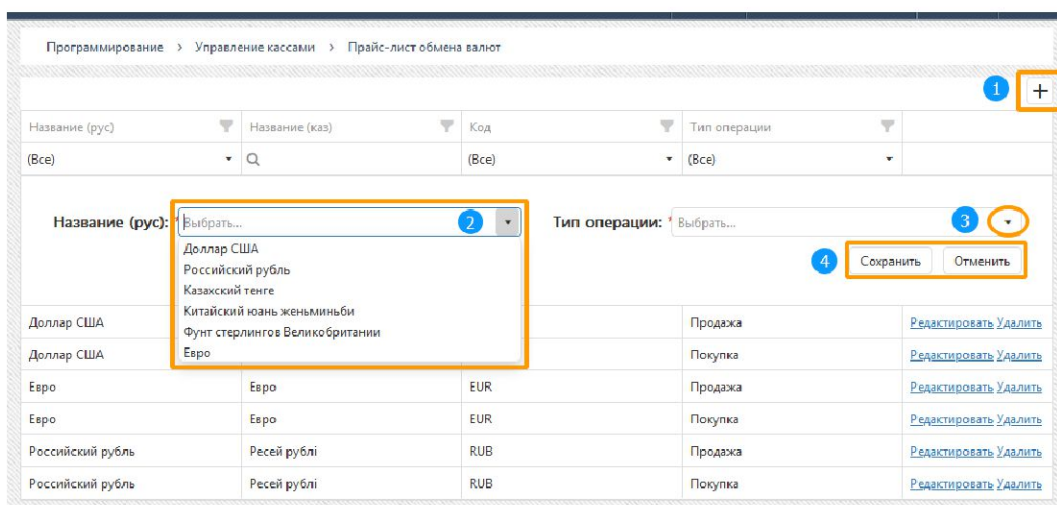 Программирование > Управление кассами > Прайс-лист обмена валют
1 +
Название (рус) Название (каз) Код Тип операции
(Все) (Все) (Все)
Название (рус): * Выбрать... 2 Тип операции: * Выбрать... 3
Доллар США
Российский рубль
Казахский тенге
Китайский юань женьминьби
Фунт стерлингов Великобритании
Евро
4 Сохранить Отменить
Доллар США Продажа Редактировать Удалить
Доллар США Покупка Редактировать Удалить
Евро Евро EUR Продажа Редактировать Удалить
Евро Евро EUR Покупка Редактировать Удалить
Российский рубль Ресей рублі RUB Продажа Редактировать Удалить
Российский рубль Ресей рублі RUB Покупка Редактировать Удалить